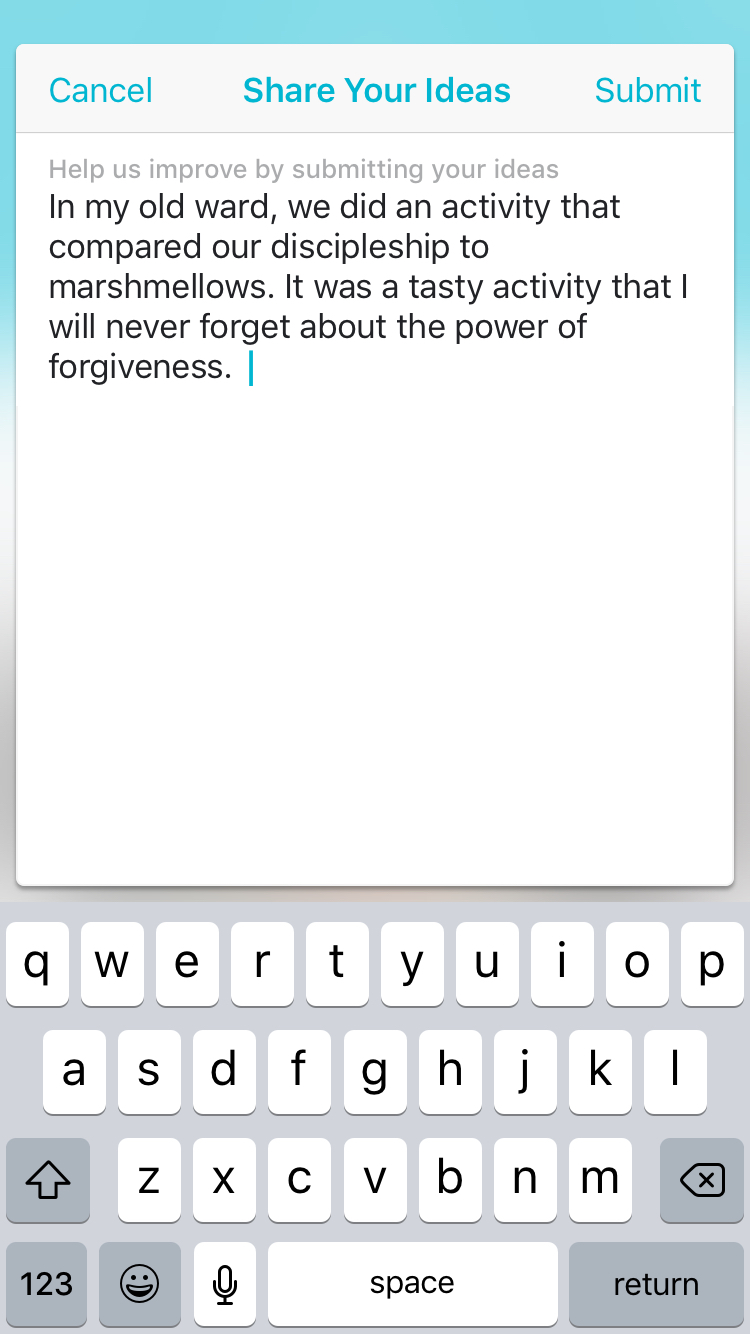 Cancel Share Your Ideas Submit
Help us improve by submitting your ideas
In my old ward, we did an activity that
compared our discipleship to
marshmellows. It was a tasty activity that I
will never forget about the power of
forgiveness.
q w e r t y u i o p
a s d f g h j k l
z x c v b n m
123 space return